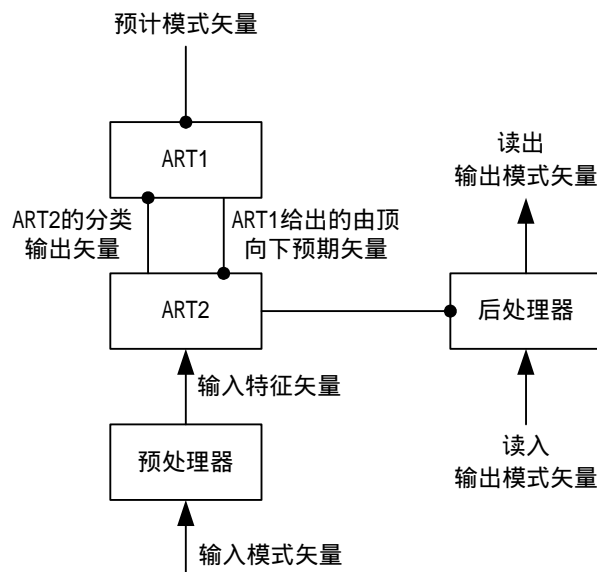 预计模式矢量
ART1
读出
输出模式矢量
ART2的分类
输出矢量
ART1给出的由顶
向下预期矢量
ART2
后处理器
输入特征矢量
预处理器
读入
输出模式矢量
输入模式矢量